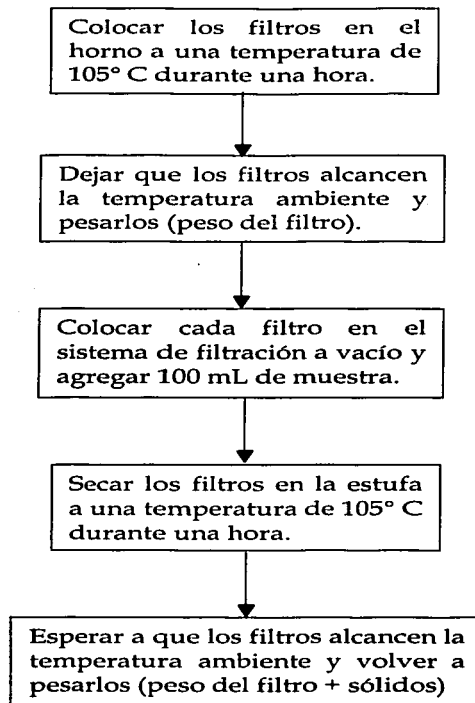 Colocar los filtros en el
horno a una temperatura de
105° C durante una hora.
Dejar que los filtros alcancen
la temperatura ambiente y
pesarlos (peso del filtro).
Colocar cada filtro en el
sistema de filtración a vacío y
agregar 100 mL de muestra.
Secar los filtros en la estufa
a una temperatura de 105° C
durante una hora.
Esperar a que los filtros alcancen la
temperatura ambiente y volver a
pesarlos (peso del filtro + sólidos)